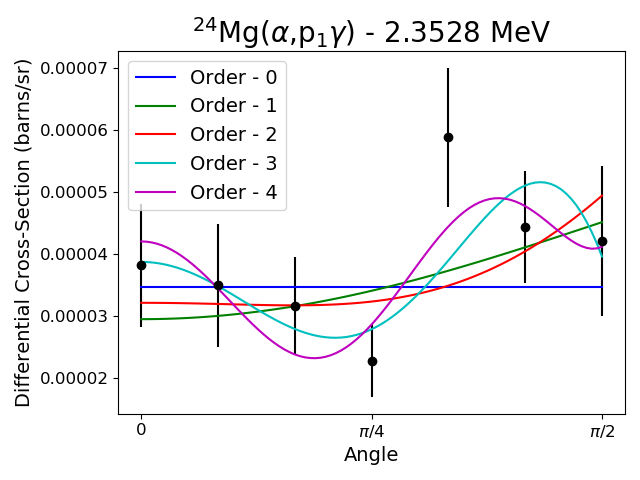 ²⁴Mg(α,p₁γ) - 2.3528 MeV
Differential Cross-Section (barns/sr)
0.00007
0.00006
0.00005
0.00004
0.00003
0.00002
Order - 0
Order - 1
Order - 2
Order - 3
Order - 4
0
π/4
π/2
Angle